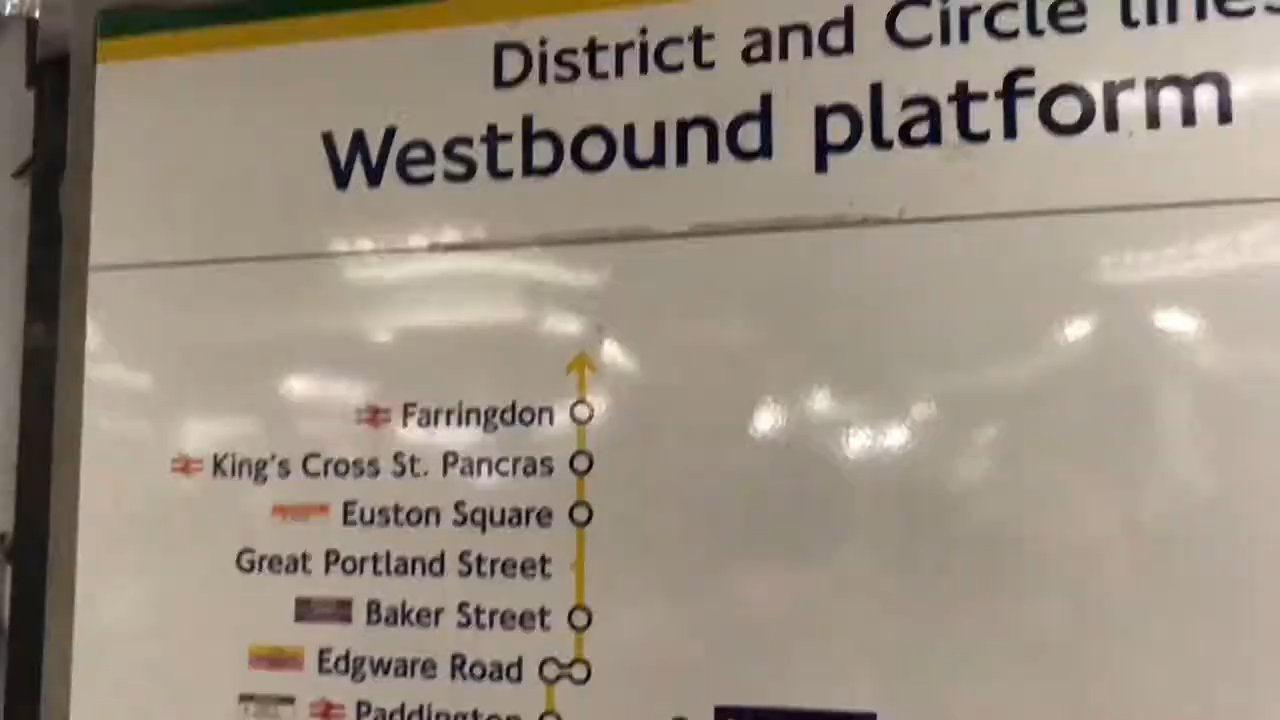 District and Circle lines
Westbound platform
Farringdon
King's Cross St. Pancras
Euston Square
Great Portland Street
Baker Street
Edgware Road
Paddington